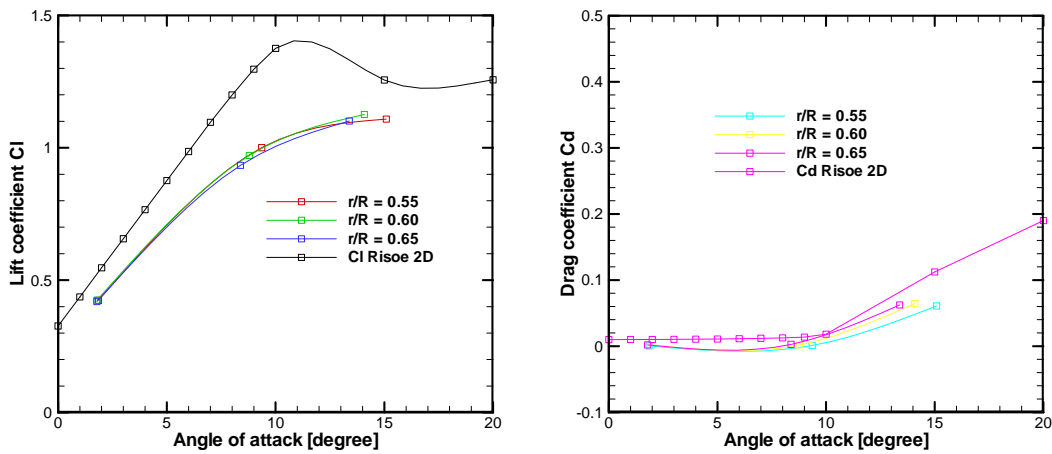 1.5
1
0.5
0
0
5
10
15
20
Lift coefficient Cl
Angle of attack [degree]
r/R = 0.55
r/R = 0.60
r/R = 0.65
Cl Risoe 2D
0.5
0.4
0.3
0.2
0.1
0
-0.1
0
5
10
15
20
Drag coefficient Cd
Angle of attack [degree]
r/R = 0.55
r/R = 0.60
r/R = 0.65
Cd Risoe 2D